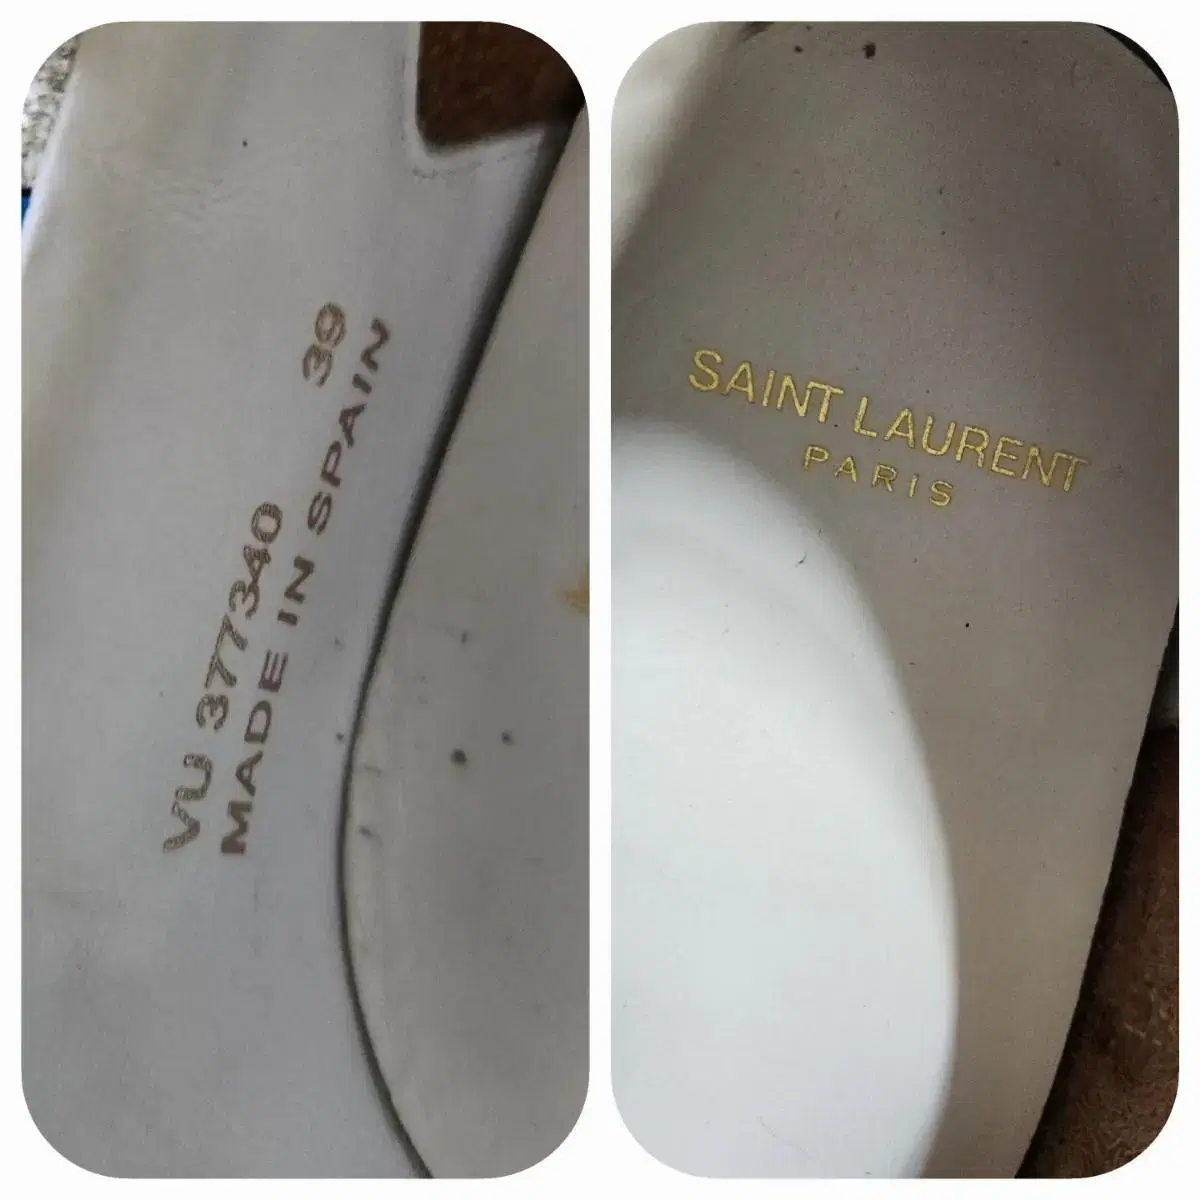 39
VU 377340
MADE IN SPAIN
SAINT LAURENT
PARIS